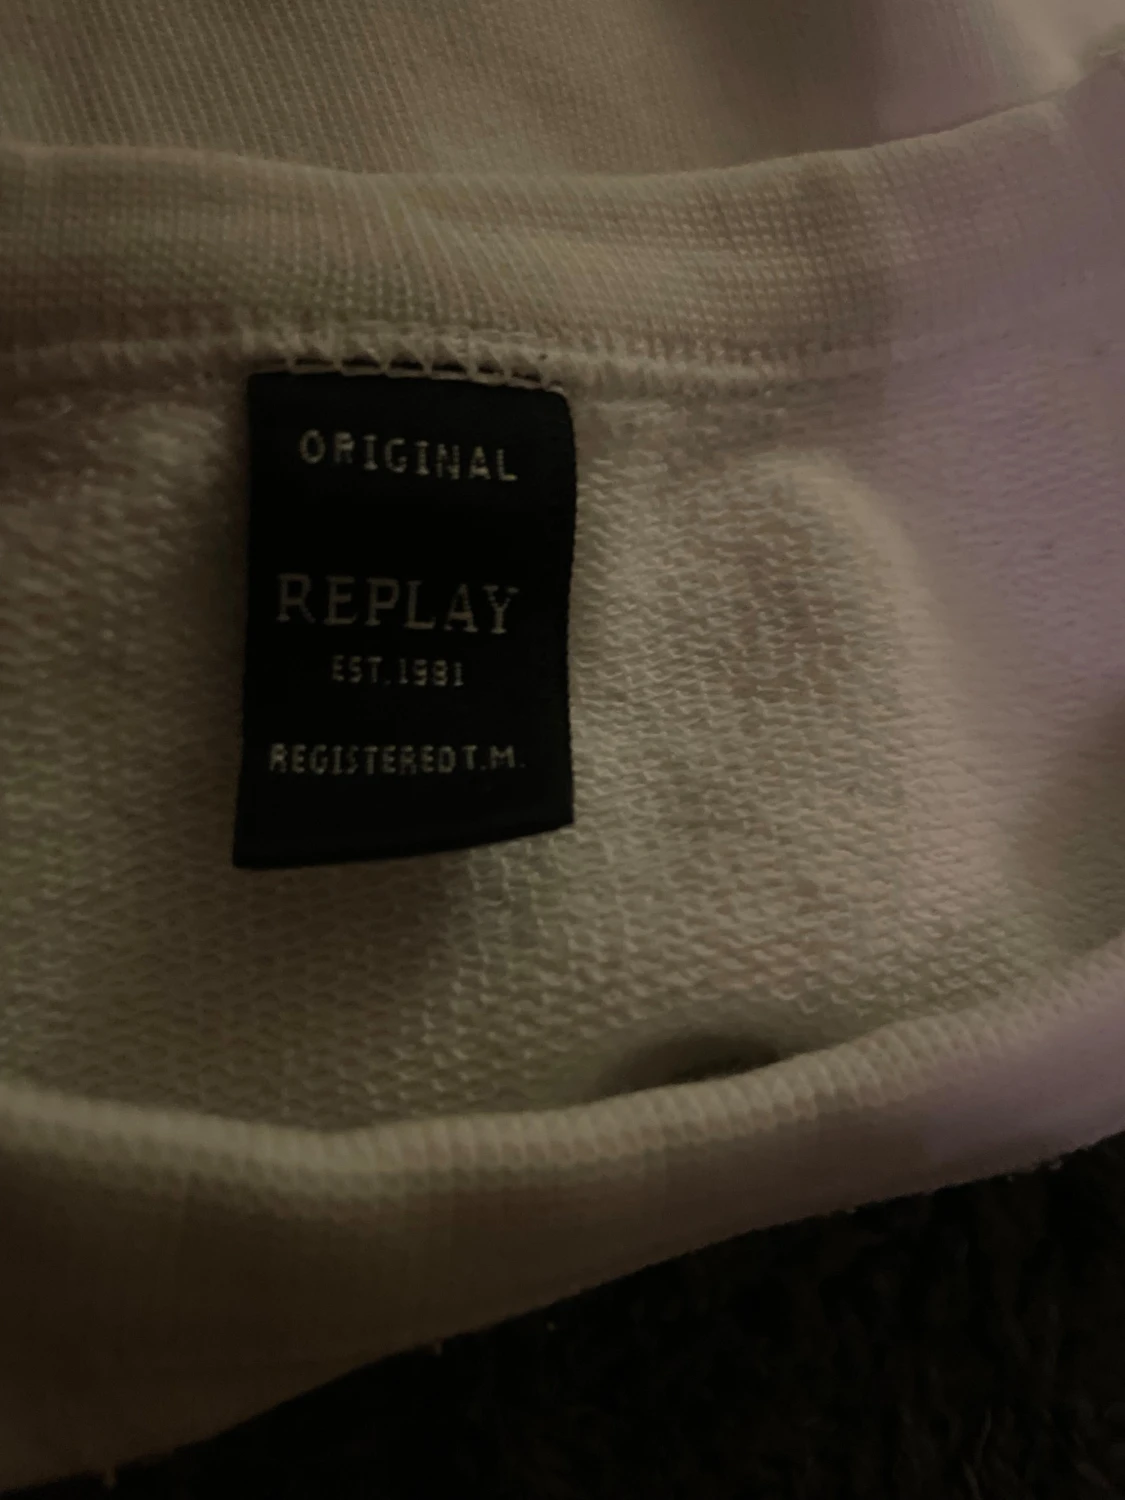 ORIGINAL
REPLAY
EST.1981
REGISTERED T.M.